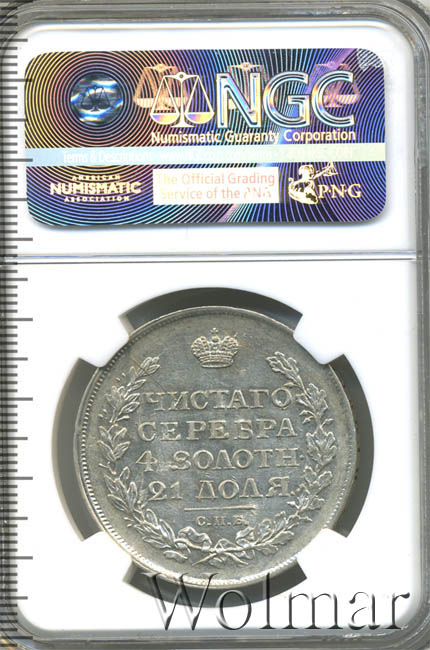 NGC
Numismatic Guaranty Corporation
AMERICAN
NUMISMATIC
ASSOCIATION
The Official Grading
Service of the PNG
ЧИСТАГО
СЕРЕБРА
4 ЗОЛОТН.
21 ДОЛЯ.
С.П.Б.
Wolmar